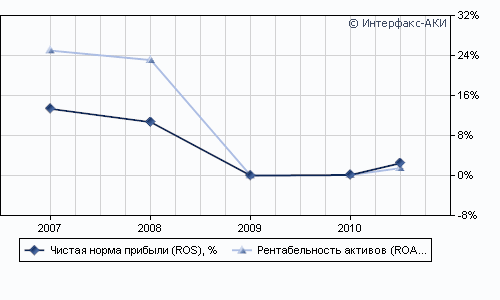 © Интерфакс-АКИ
32%
24%
16%
8%
0%
-8%
2007 2008 2009 2010
Чистая норма прибыли (ROS), % Рентабельность активов (ROA...